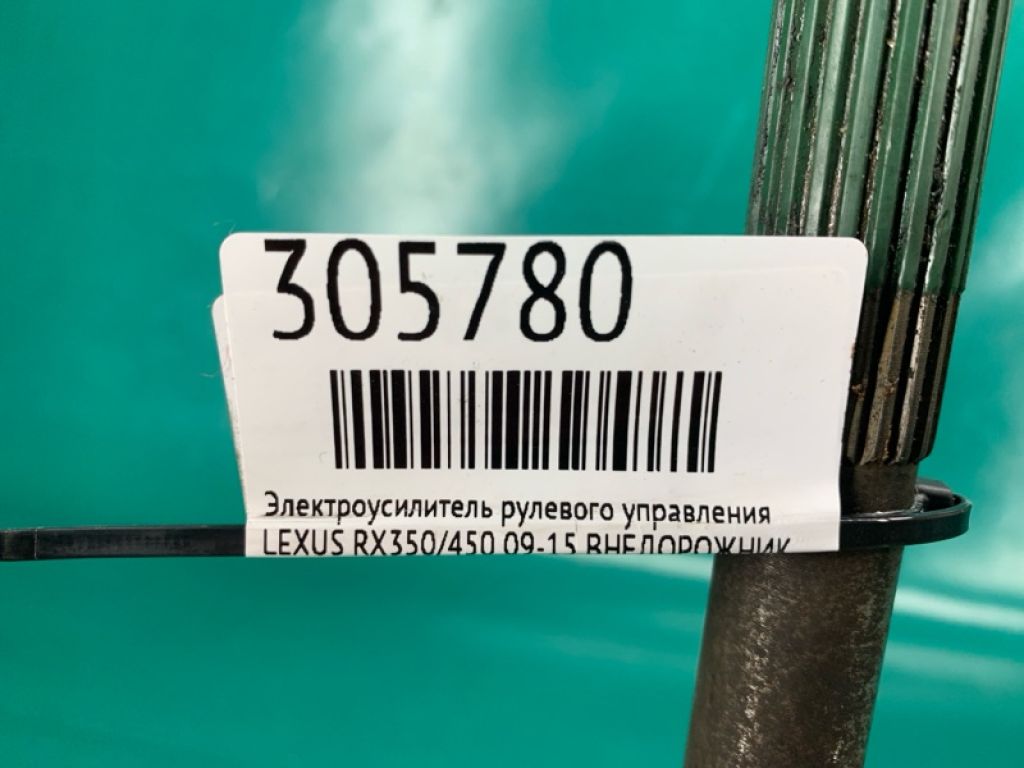 305780
Электроусилитель рулевого управления
LEXUS RX350/450 09-15 ВНЕДОРОЖНИК